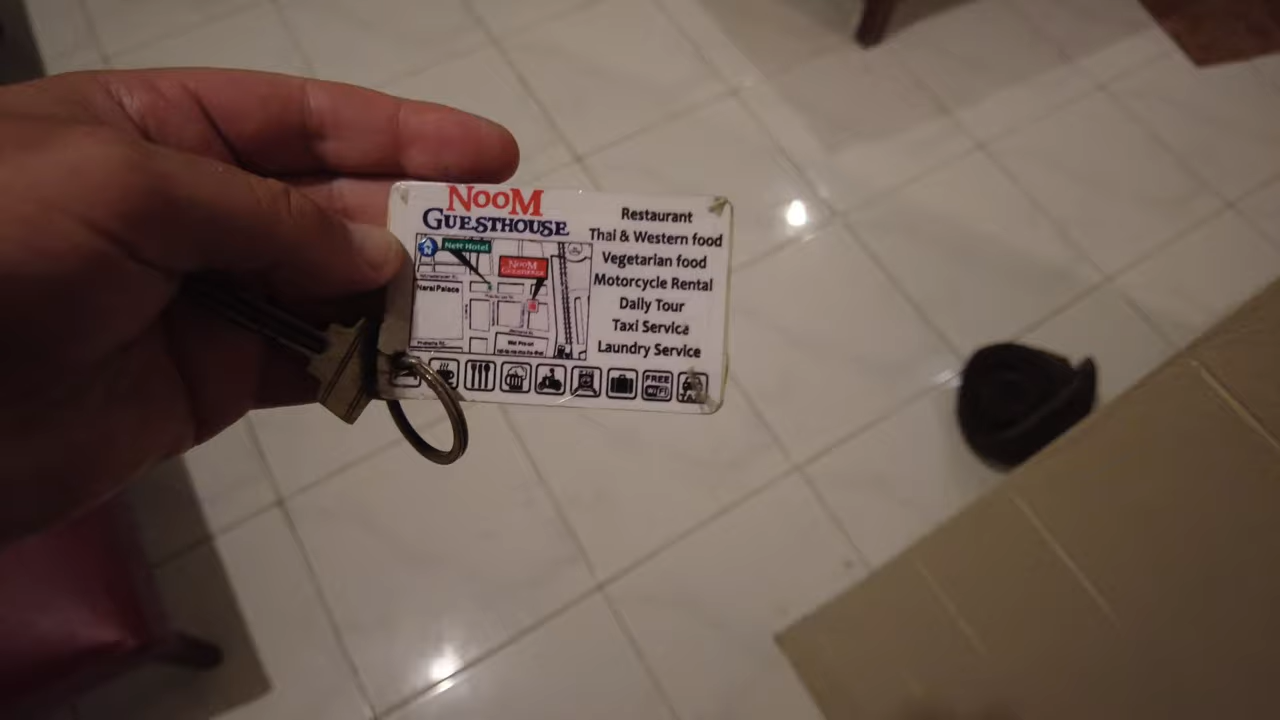 NooM
GUESTHOUSE
Nett Hotel
NooM
GUESTHOUSE
Narai Palace
Restaurant
Thai & Western food
Vegetarian food
Motorcycle Rental
Daily Tour
Taxi Service
Laundry Service
FREE
WiFi